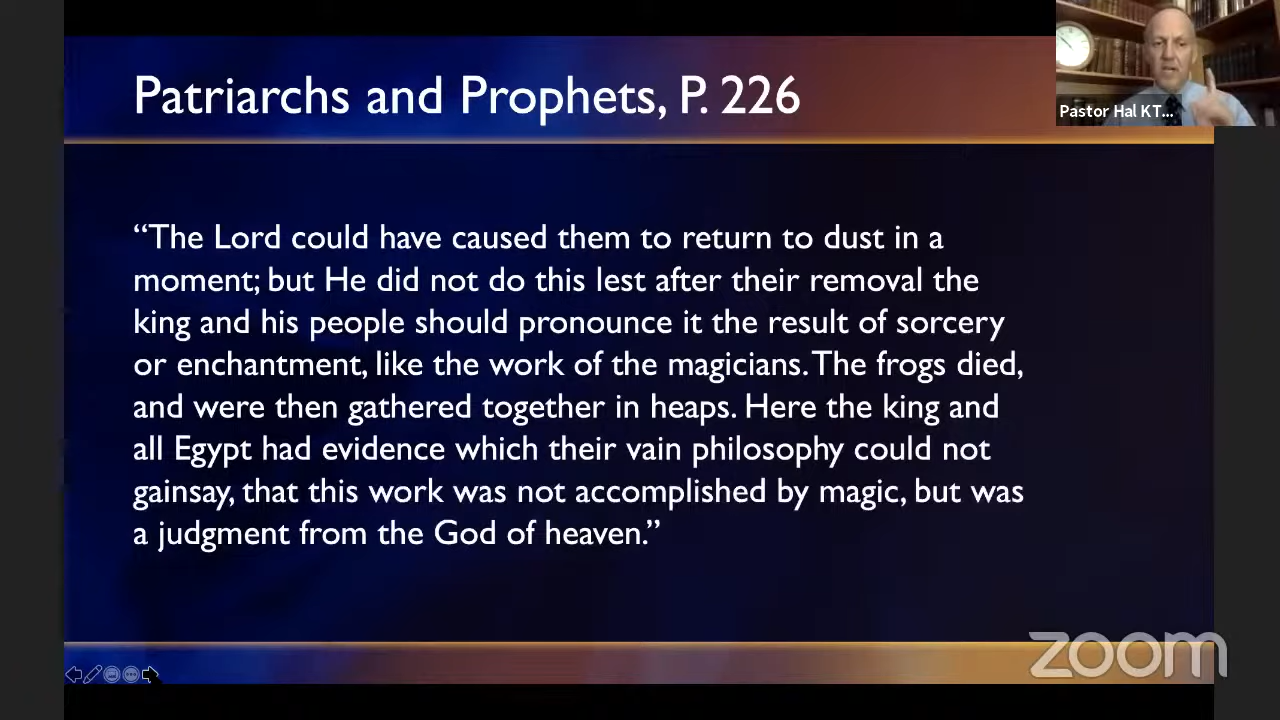 Patriarchs and Prophets, P. 226
Pastor Hal KT...
“The Lord could have caused them to return to dust in a
moment; but He did not do this lest after their removal the
king and his people should pronounce it the result of sorcery
or enchantment, like the work of the magicians. The frogs died,
and were then gathered together in heaps. Here the king and
all Egypt had evidence which their vain philosophy could not
gainsay, that this work was not accomplished by magic, but was
a judgment from the God of heaven.”
zoom